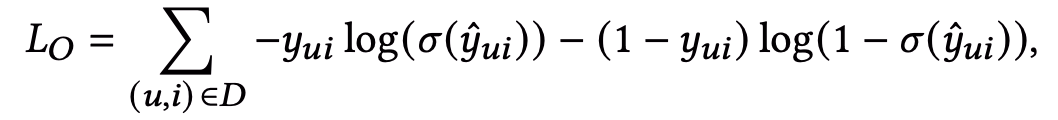 L_O = \sum_{(u,i) \in D} -y_{ui} \log(\sigma(\hat{y}_{ui})) - (1 - y_{ui}) \log(1 - \sigma(\hat{y}_{ui})),